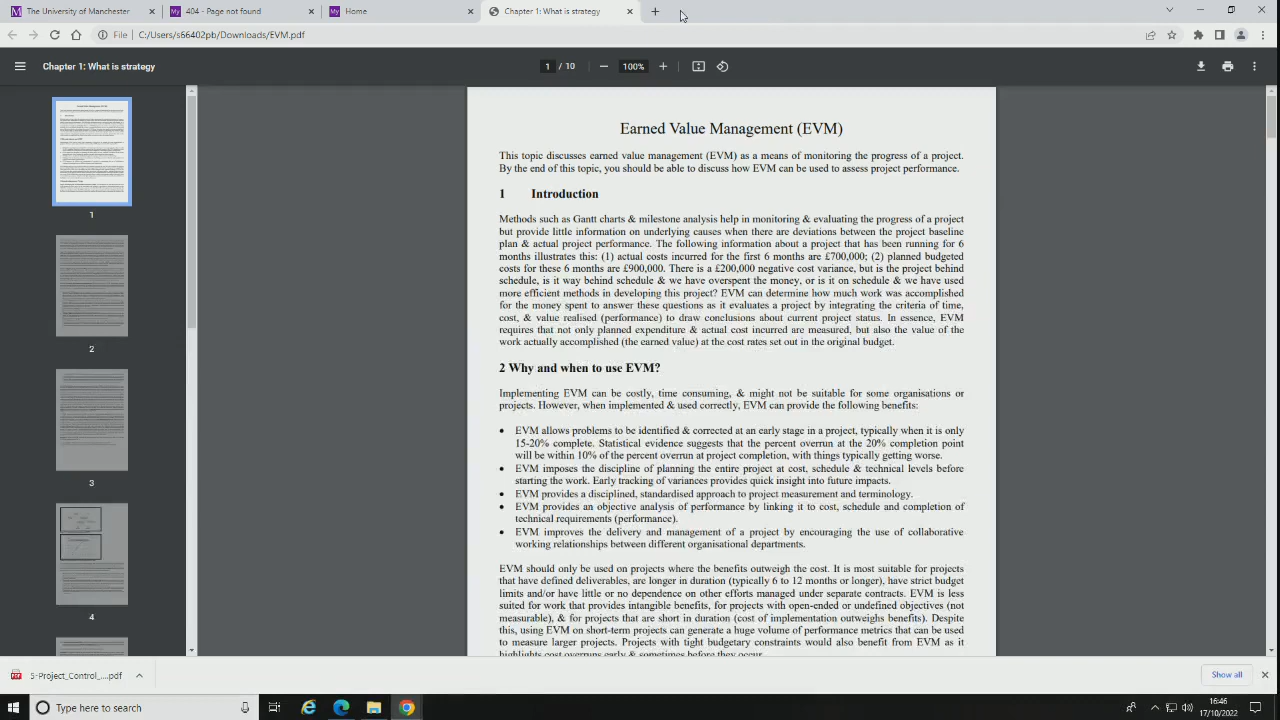 The University of Manchester
404 - Page not found
Home
Chapter 1: What is strategy
File
C:/Users/s66402pb/Downloads/EVM.pdf
Chapter 1: What is strategy
1 / 10
100%
1
2
3
4
Earned Value Management (EVM)
This topic discusses earned value management (EVM) as a means of monitoring the progress of a project.
By the end of this topic, you should be able to discuss how EVM can be used to assess project performance.
1 Introduction
Methods such as Gantt charts & milestone analysis help in monitoring & evaluating the progress of a project
but provide little information on underlying causes when there are deviations between the project baseline
plan & actual project performance. The following information about a project that has been running for 6
months illustrates this: (1) actual costs incurred for the first 6 months are £700,000; (2) planned budgeted
costs for these 6 months are £900,000. There is a £200,000 negative cost variance, but is the project behind
schedule, is it way behind schedule & we have overspent the money, or is it on schedule & we have used
more efficient methods in developing this project? EVM can determine how much work was accomplished
for the money spent to answer these questions as it evaluates a project by integrating the criteria of time,
cost, & value realised (performance) to draw conclusions about current project status. In essence, EVM
requires that not only planned expenditure & actual cost incurred are measured, but also the value of the
work actually accomplished (the earned value) at the cost rates set out in the original budget.
2 Why and when to use EVM?
Implementing EVM can be costly, time consuming, & might not be suitable for some organisations or
projects. However, when implemented & used correctly, EVM can provide the following benefits:
• EVM allows problems to be identified & corrected at an early stage in a project, typically when it is only
15-20% complete. Statistical evidence suggests that the percent overrun at the 20% completion point
will be within 10% of the percent overrun at project completion, with things typically getting worse.
• EVM imposes the discipline of planning the entire project at cost, schedule & technical levels before
starting the work. Early tracking of variances provides quick insight into future impacts.
• EVM provides a disciplined, standardised approach to project measurement and terminology.
• EVM provides an objective analysis of performance by linking it to cost, schedule and completion of
technical requirements (performance).
• EVM improves the delivery and management of a project by encouraging the use of collaborative
working relationships between different organisational departments.
EVM should only be used on projects where the benefits outweigh the cost. It is most suitable for projects
that have defined deliverables, are longer in duration (typically 6 to 12 months or longer), have strict budget
limits and/or have little or no dependence on other efforts managed under separate contracts. EVM is less
suited for work that provides intangible benefits, for projects with open-ended or undefined objectives (not
measurable), & for projects that are short in duration (cost of implementation outweighs benefits). Despite
this, using EVM on short-term projects can generate a huge volume of performance metrics that can be used
to measure larger projects. Projects with tight budgetary constraints would also benefit from EVM as it
highlights cost overruns early & sometimes before they occur.
5-Project_Control_....pdf
Show all
Type here to search
16:46
17/10/2022